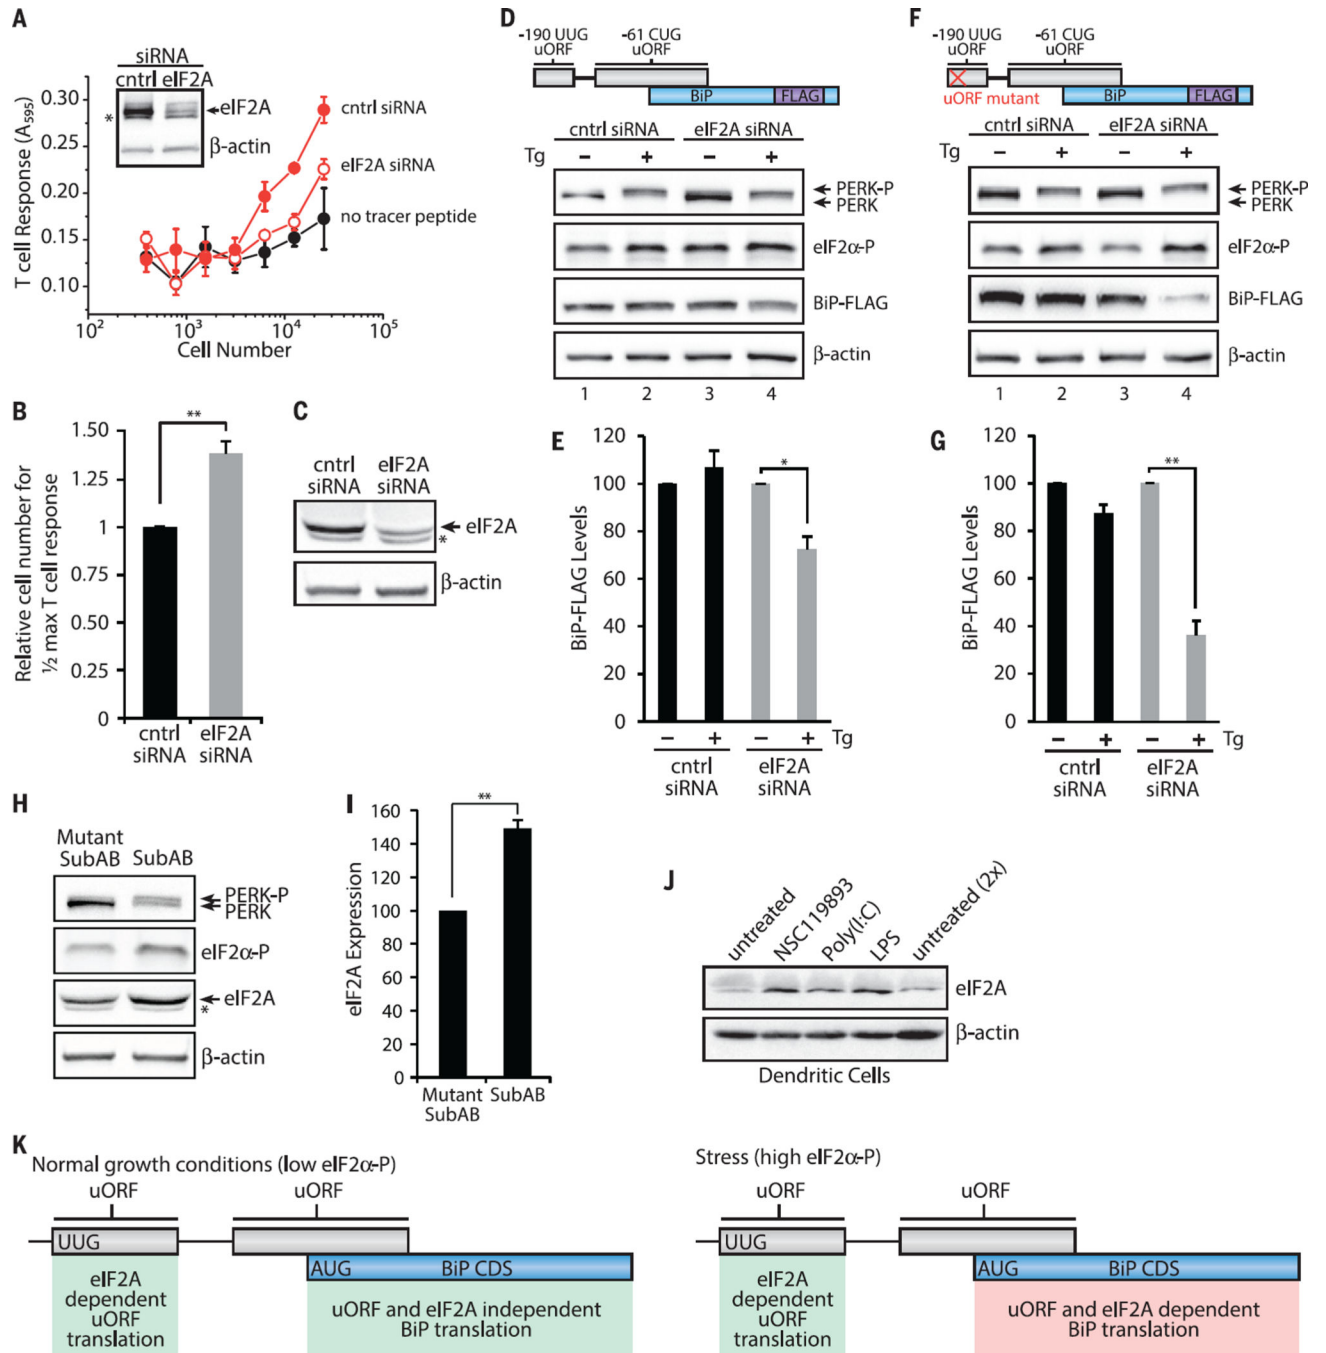 A
siRNA
cntrl eIF2A
eIF2A
*
β-actin
T cell Response (A595)
0.30
0.25
0.20
0.15
0.10
cntrl siRNA
eIF2A siRNA
no tracer peptide
10² 10³ 10⁴ 10⁵
Cell Number
B
**
Relative cell number for
½ max T cell response
1.50
1.25
1
0.75
0.50
0.25
0
cntrl siRNA
eIF2A siRNA
C
cntrl siRNA
eIF2A siRNA
eIF2A
*
β-actin
D
-190 UUG uORF
-61 CUG uORF
BiP FLAG
cntrl siRNA eIF2A siRNA
Tg − + − +
PERK-P
PERK
eIF2α-P
BiP-FLAG
β-actin
1 2 3 4
E
BiP-FLAG Levels
120
100
80
60
40
20
0
*
− + − + Tg
cntrl siRNA
eIF2A siRNA
F
-190 UUG uORF
-61 CUG uORF
uORF mutant
BiP FLAG
cntrl siRNA eIF2A siRNA
Tg − + − +
PERK-P
PERK
eIF2α-P
BiP-FLAG
β-actin
1 2 3 4
G
BiP-FLAG Levels
120
100
80
60
40
20
0
**
− + − + Tg
cntrl siRNA
eIF2A siRNA
H
Mutant SubAB
SubAB
PERK-P
PERK
eIF2α-P
eIF2A
*
β-actin
I
eIF2A Expression
160
140
120
100
80
60
40
20
0
**
Mutant SubAB
SubAB
J
untreated
NSC119893
Poly(I:C)
LPS
untreated (2x)
eIF2A
β-actin
Dendritic Cells
K
Normal growth conditions (low eIF2α-P)
uORF uORF
UUG
AUG BiP CDS
eIF2A
dependent
uORF
translation
uORF and eIF2A independent
BiP translation
Stress (high eIF2α-P)
uORF uORF
UUG
AUG BiP CDS
eIF2A
dependent
uORF
translation
uORF and eIF2A dependent
BiP translation